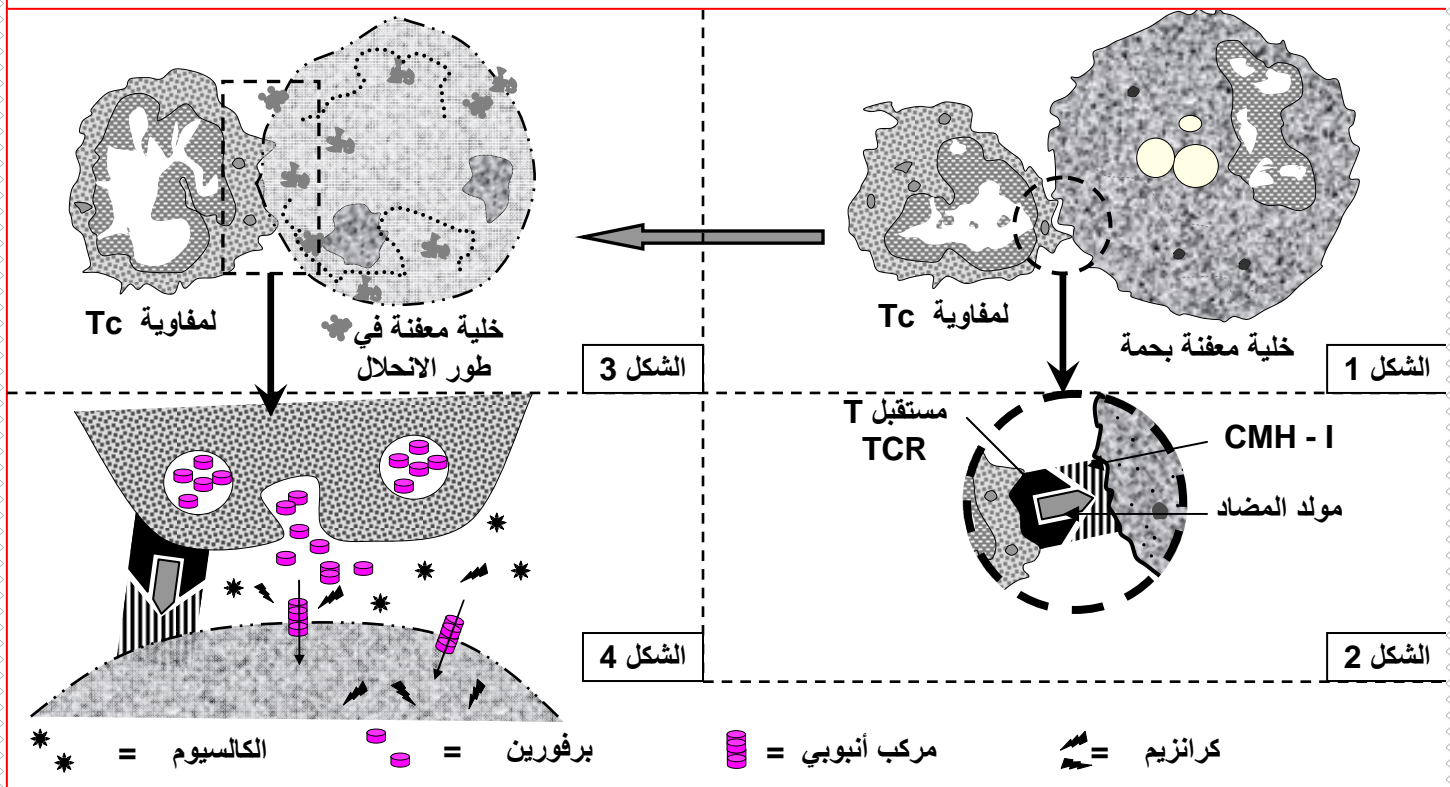 لمفاوية Tc
خلية معفنة بحمة
الشكل 1
لمفاوية Tc
خلية معفنة في
طور الانحلال
الشكل 3
مستقبل T
TCR
CMH - I
مولد المضاد
الشكل 2
الشكل 4
كرانزيم =
مركب أنبوبي =
برفورين =
الكالسيوم =